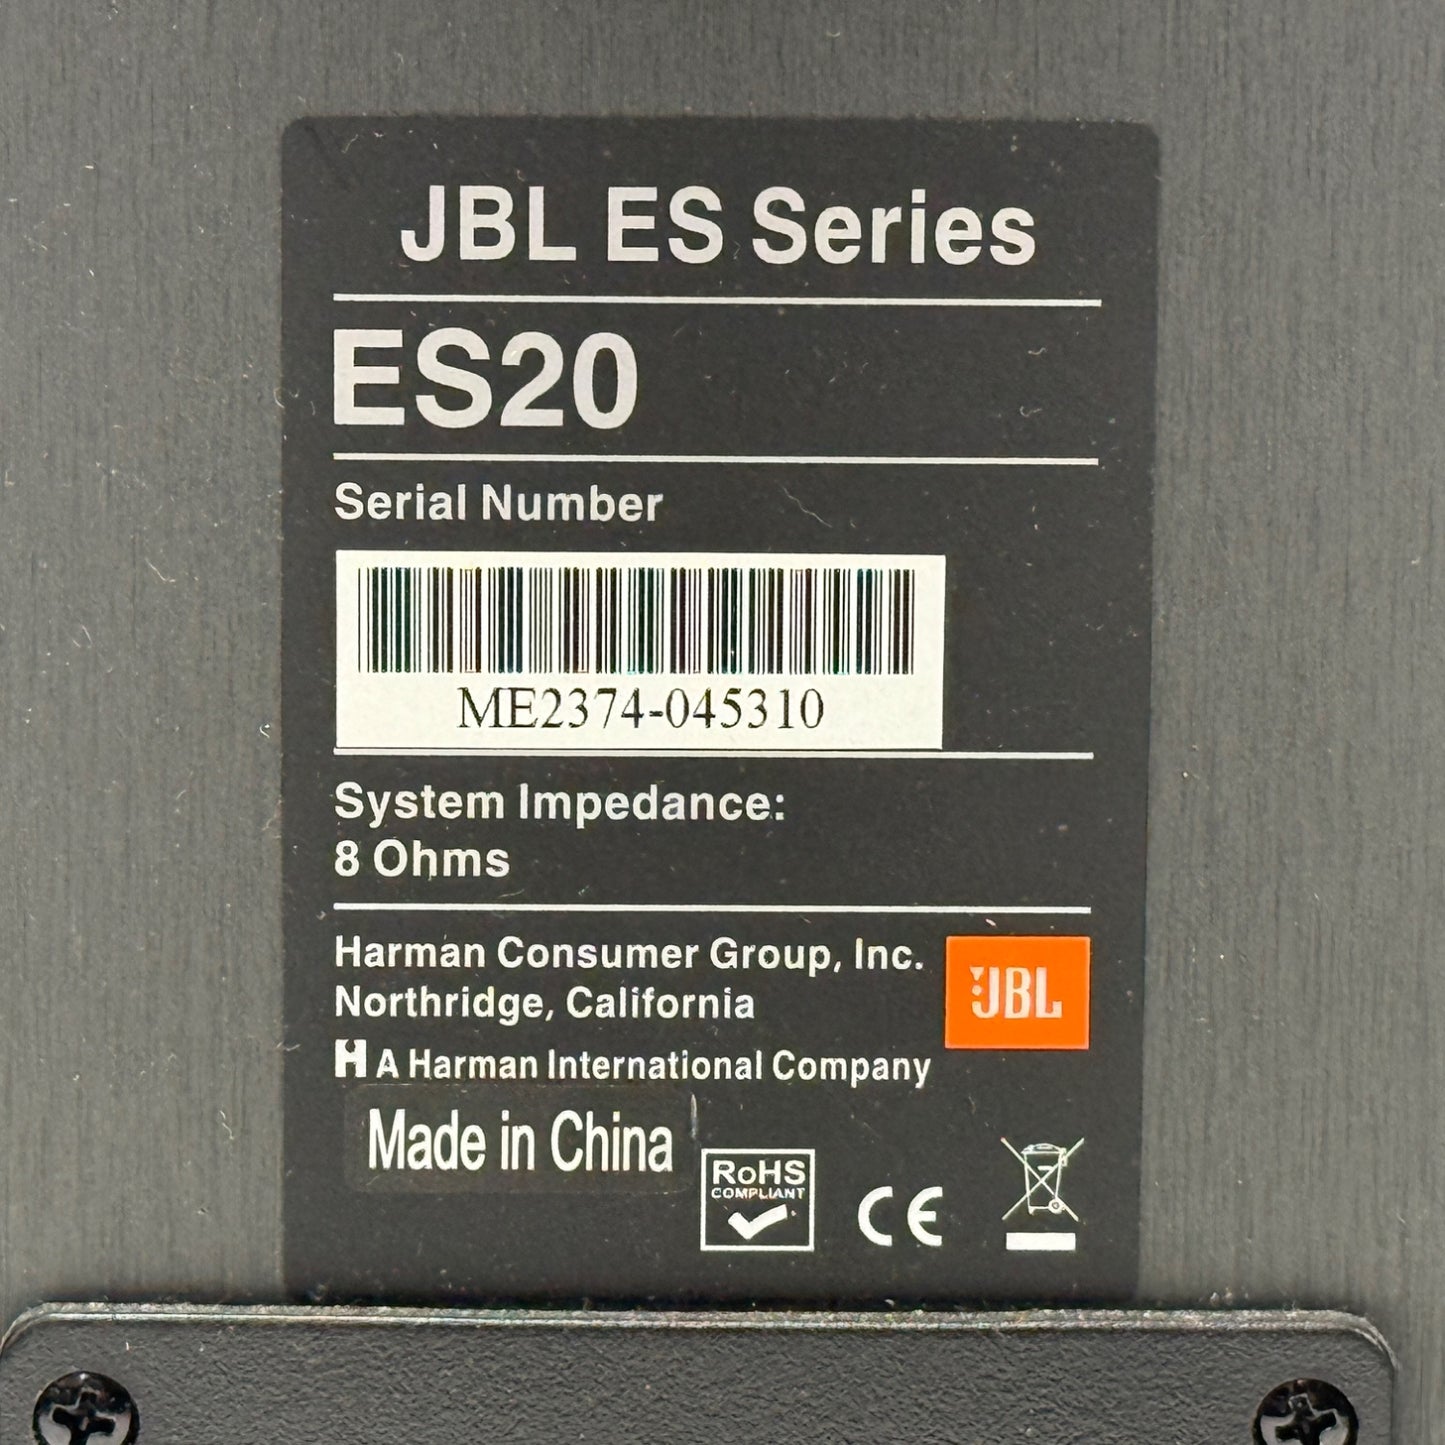 JBL ES Series
ES20
Serial Number
ME2374-045310
System Impedance:
8 Ohms
Harman Consumer Group, Inc.
Northridge, California
JBL
H A Harman International Company
Made in China
RoHS
COMPLIANT
CE